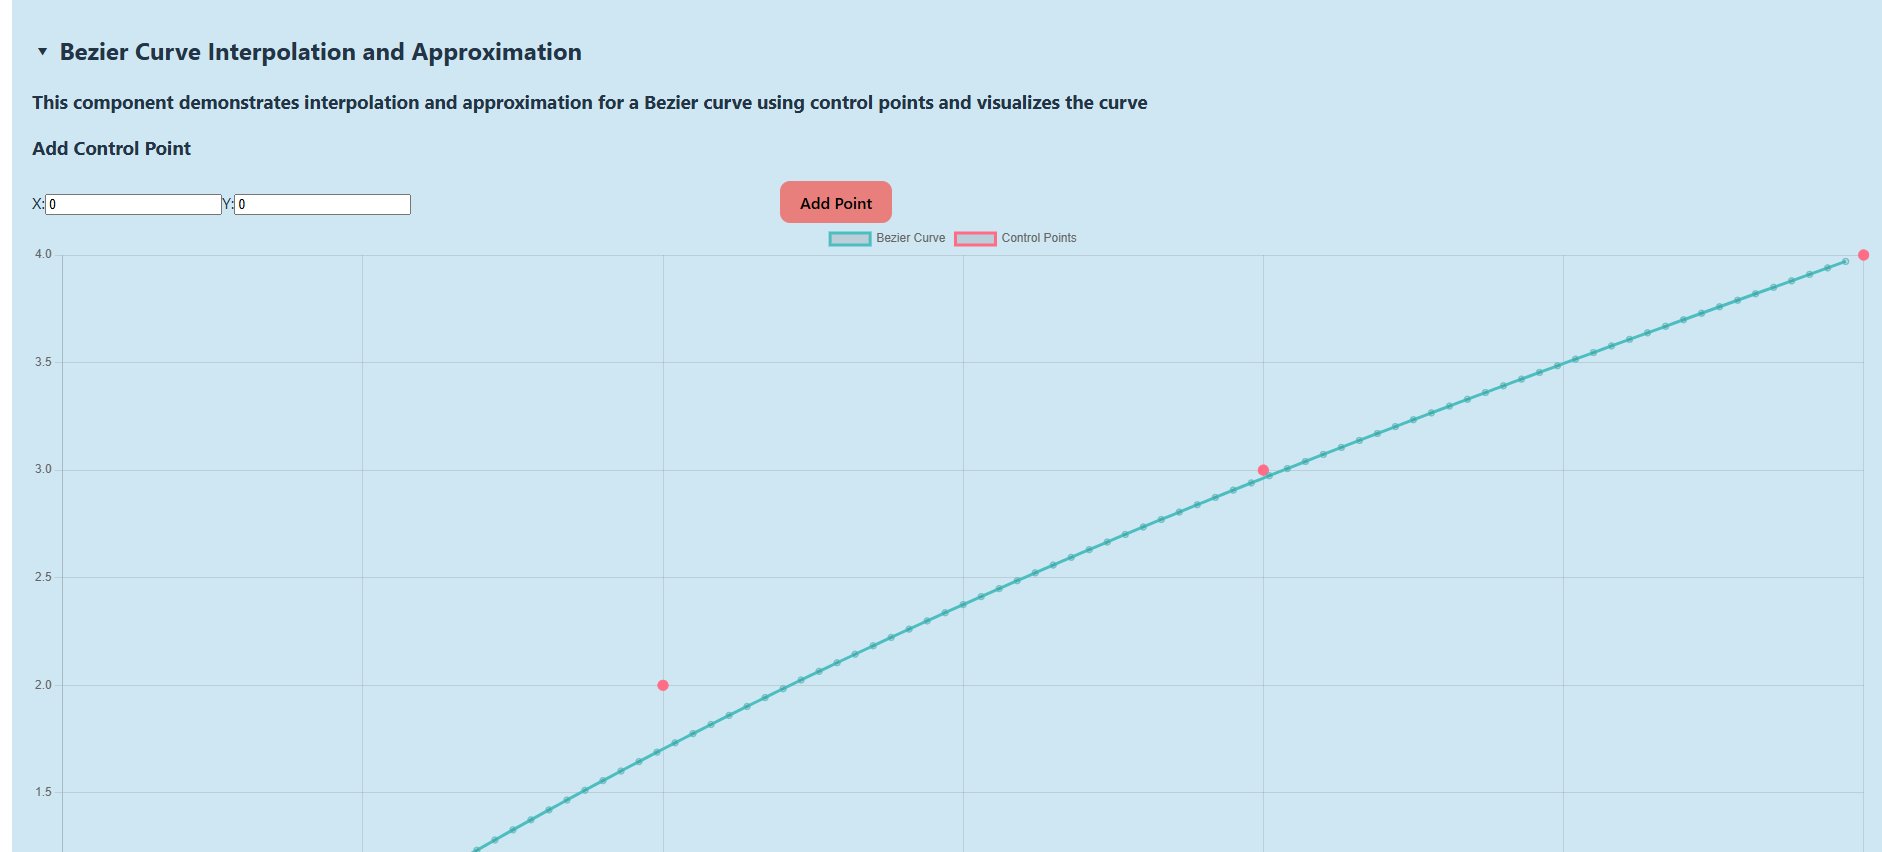 ▼ Bezier Curve Interpolation and Approximation
This component demonstrates interpolation and approximation for a Bezier curve using control points and visualizes the curve
Add Control Point
X: 0 Y: 0 Add Point
Bezier Curve Control Points
4.0
3.5
3.0
2.5
2.0
1.5